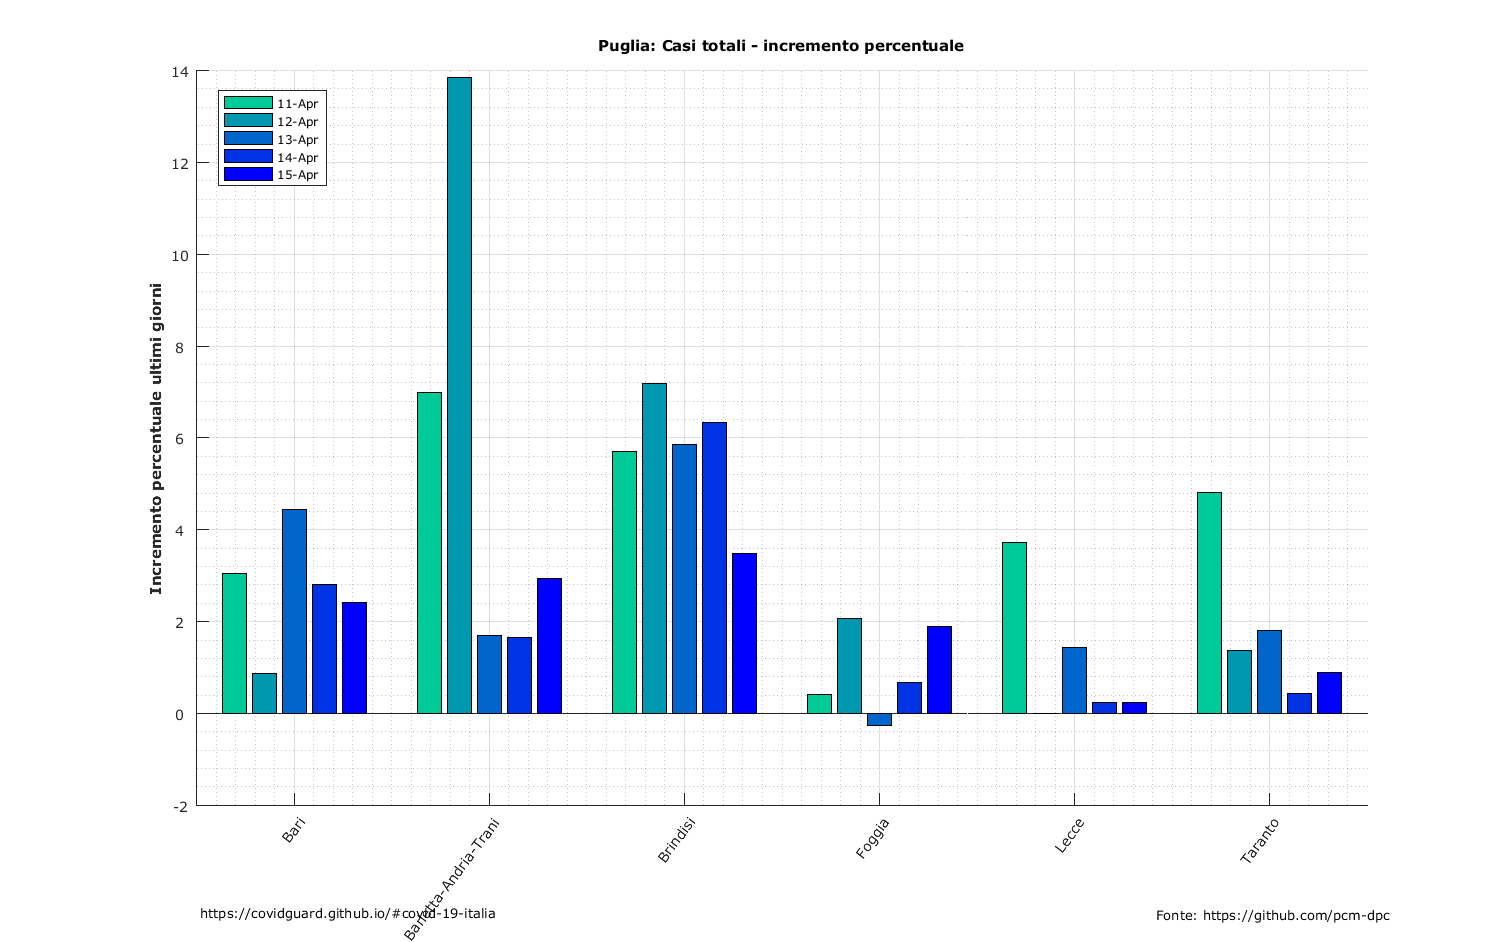 Puglia: Casi totali - incremento percentuale
Incremento percentuale ultimi giorni
14
12
10
8
6
4
2
0
-2
11-Apr
12-Apr
13-Apr
14-Apr
15-Apr
Bari
Barletta-Andria-Trani
Brindisi
Foggia
Lecce
Taranto
https://covidguard.github.io/#covid-19-italia
Fonte: https://github.com/pcm-dpc